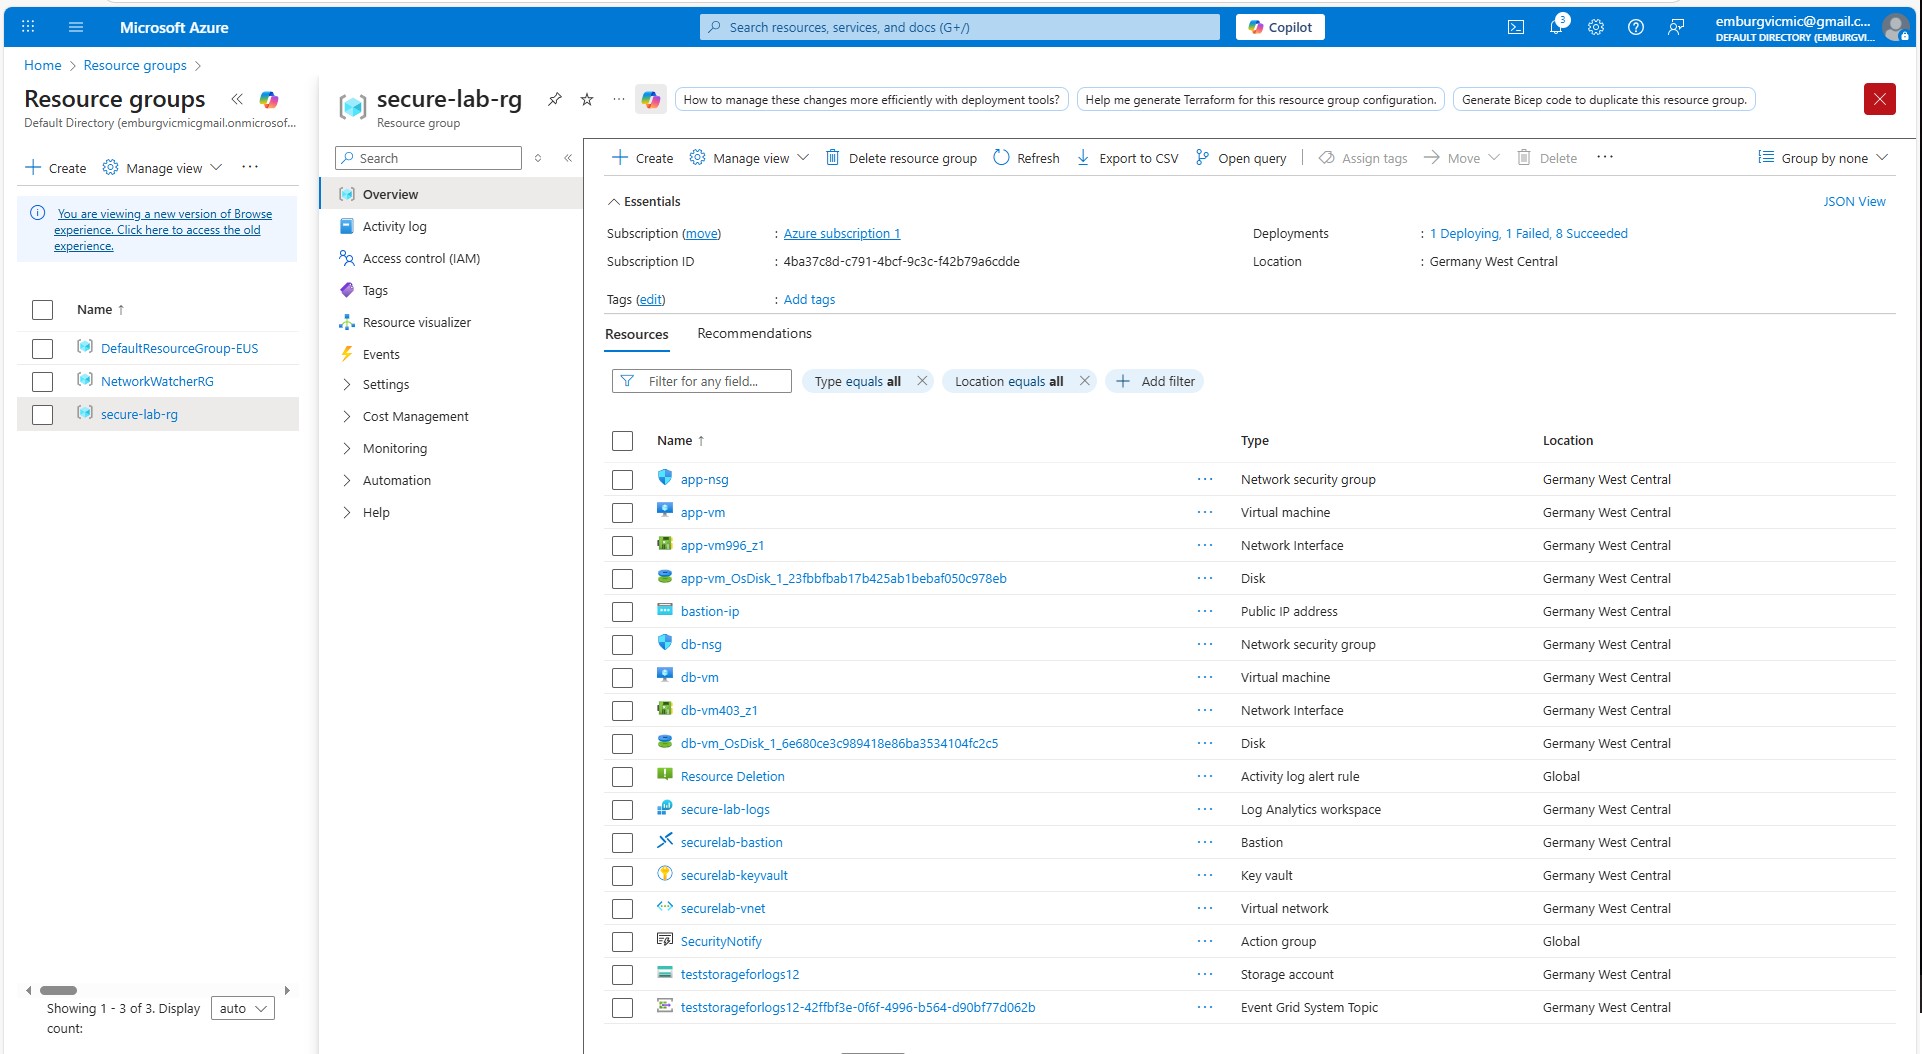 Microsoft Azure
Search resources, services, and docs (G+/)
Copilot
3
emburgvicmic@gmail.c...
DEFAULT DIRECTORY (EMBURGVI...
Home > Resource groups >
Resource groups
Default Directory (emburgvicmicgmail.onmicrosof...
Create
Manage view
You are viewing a new version of Browse
experience. Click here to access the old
experience.
Name ↑
DefaultResourceGroup-EUS
NetworkWatcherRG
secure-lab-rg
Showing 1 - 3 of 3. Display
count:
auto
secure-lab-rg
Resource group
How to manage these changes more efficiently with deployment tools?
Help me generate Terraform for this resource group configuration.
Generate Bicep code to duplicate this resource group.
Search
Overview
Activity log
Access control (IAM)
Tags
Resource visualizer
Events
Settings
Cost Management
Monitoring
Automation
Help
Create
Manage view
Delete resource group
Refresh
Export to CSV
Open query
Assign tags
Move
Delete
Group by none
Essentials
JSON View
Subscription (move) : Azure subscription 1
Deployments : 1 Deploying, 1 Failed, 8 Succeeded
Subscription ID : 4ba37c8d-c791-4bcf-9c3c-f42b79a6cdde
Location : Germany West Central
Tags (edit) : Add tags
Resources Recommendations
Filter for any field...
Type equals all
Location equals all
Add filter
Name ↑ Type Location
app-nsg Network security group Germany West Central
app-vm Virtual machine Germany West Central
app-vm996_z1 Network Interface Germany West Central
app-vm_OsDisk_1_23fbbfbab17b425ab1bebaf050c978eb Disk Germany West Central
bastion-ip Public IP address Germany West Central
db-nsg Network security group Germany West Central
db-vm Virtual machine Germany West Central
db-vm403_z1 Network Interface Germany West Central
db-vm_OsDisk_1_6e680ce3c989418e86ba3534104fc2c5 Disk Germany West Central
Resource Deletion Activity log alert rule Global
secure-lab-logs Log Analytics workspace Germany West Central
securelab-bastion Bastion Germany West Central
securelab-keyvault Key vault Germany West Central
securelab-vnet Virtual network Germany West Central
SecurityNotify Action group Global
teststorageforlogs12 Storage account Germany West Central
teststorageforlogs12-42ffbf3e-0f6f-4996-b564-d90bf77d062b Event Grid System Topic Germany West Central